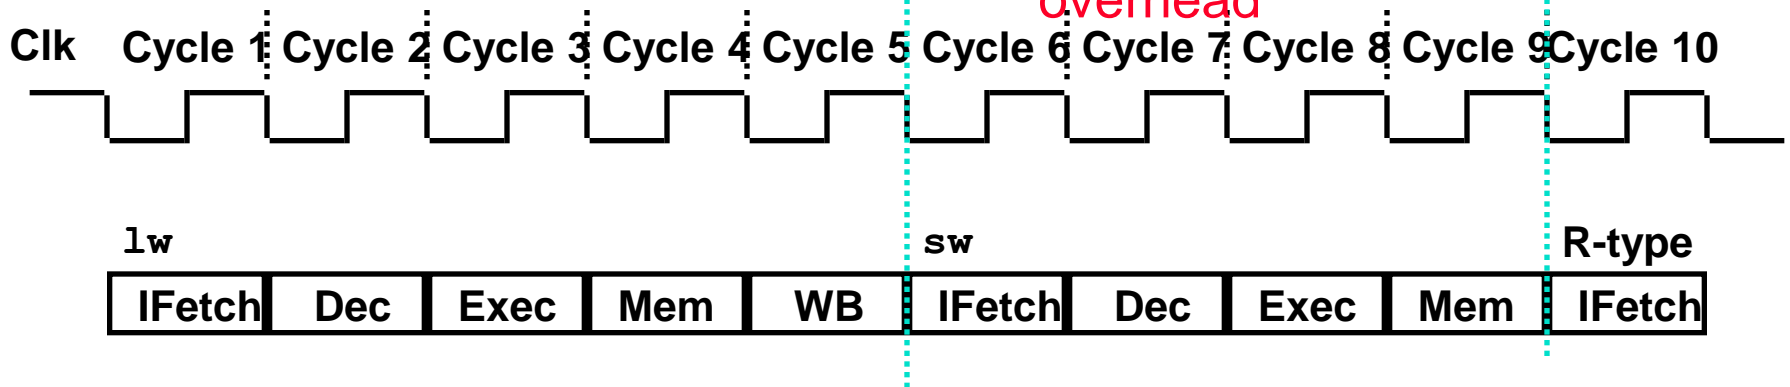 overhead
Clk Cycle 1 Cycle 2 Cycle 3 Cycle 4 Cycle 5 Cycle 6 Cycle 7 Cycle 8 Cycle 9 Cycle 10
lw sw R-type
IFetch Dec Exec Mem WB IFetch Dec Exec Mem IFetch